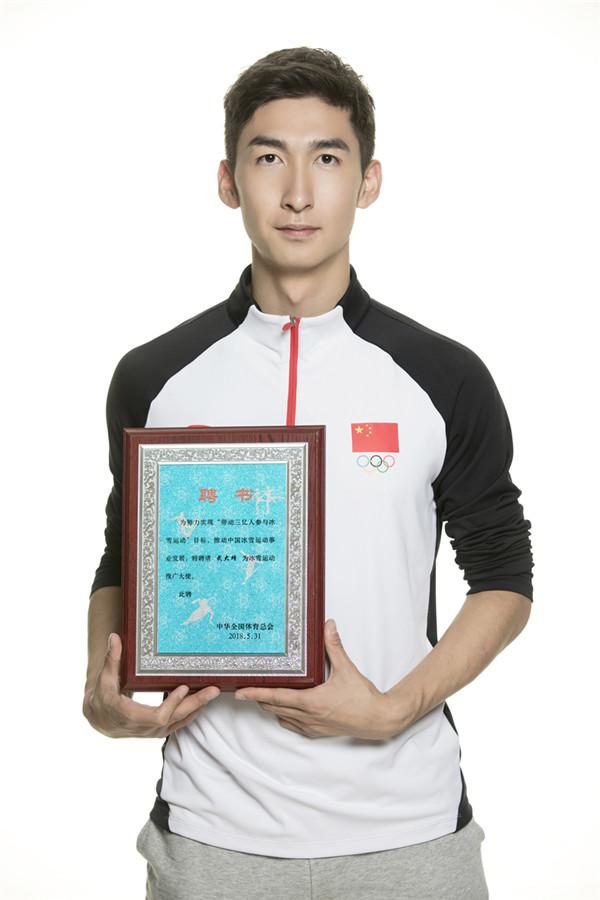 聘 书
为努力实现“带动三亿人参与冰
雪运动”目标，推动中国冰雪运动事
业发展，特聘请 武大靖 为冰雪运动
推广大使。
此聘
中华全国体育总会
2018.5.31